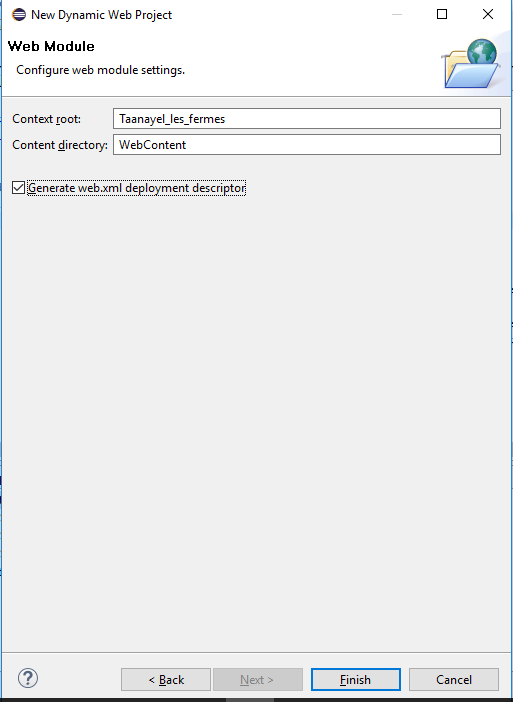 New Dynamic Web Project
Web Module
Configure web module settings.
Context root: Taanayel_les_fermes
Content directory: WebContent
Generate web.xml deployment descriptor
? < Back Next > Finish Cancel